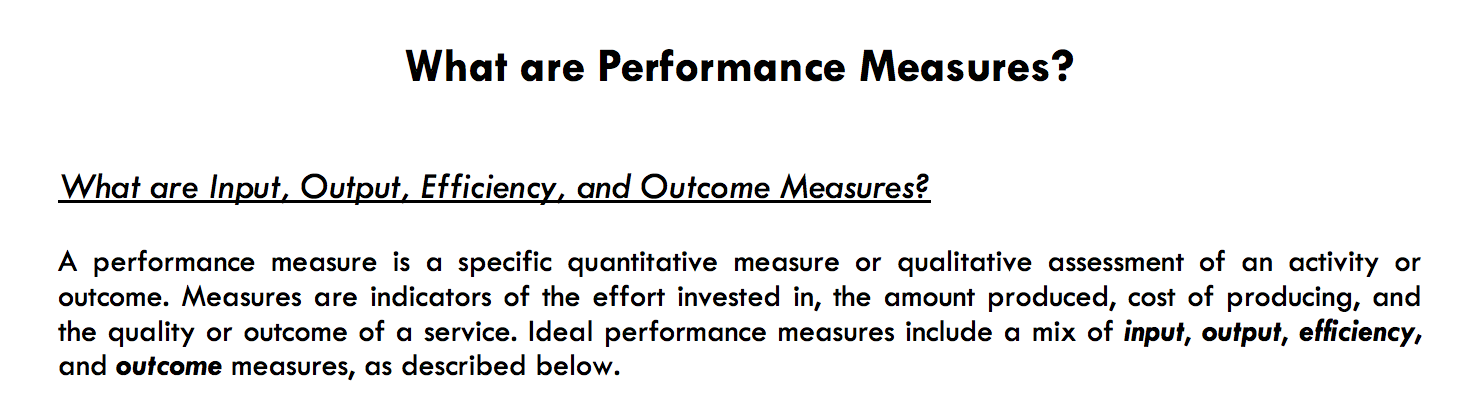 What are Performance Measures?
What are Input, Output, Efficiency, and Outcome Measures?
A performance measure is a specific quantitative measure or qualitative assessment of an activity or
outcome. Measures are indicators of the effort invested in, the amount produced, cost of producing, and
the quality or outcome of a service. Ideal performance measures include a mix of input, output, efficiency,
and outcome measures, as described below.